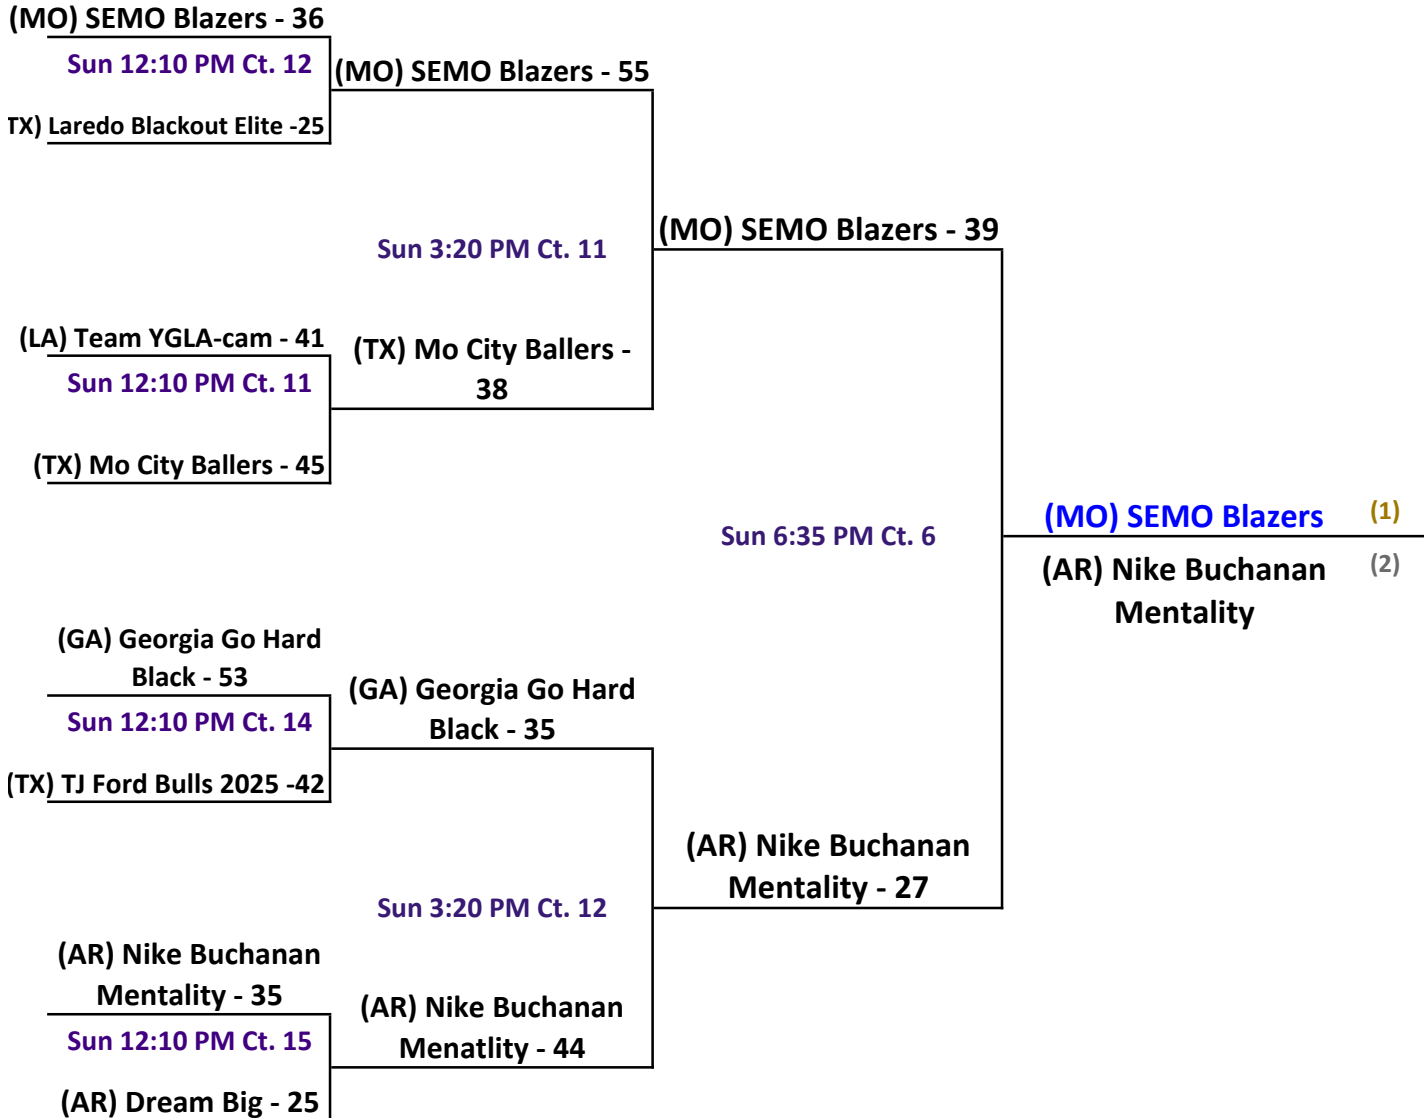 (MO) SEMO Blazers - 36
Sun 12:10 PM Ct. 12
(MO) SEMO Blazers - 55
TX) Laredo Blackout Elite -25
(MO) SEMO Blazers - 39
Sun 3:20 PM Ct. 11
(LA) Team YGLA-cam - 41
(TX) Mo City Ballers -
38
Sun 12:10 PM Ct. 11
(TX) Mo City Ballers - 45
(MO) SEMO Blazers (1)
Sun 6:35 PM Ct. 6
(AR) Nike Buchanan (2)
Mentality
(GA) Georgia Go Hard
Black - 53
(GA) Georgia Go Hard
Black - 35
Sun 12:10 PM Ct. 14
(TX) TJ Ford Bulls 2025 -42
(AR) Nike Buchanan
Mentality - 27
Sun 3:20 PM Ct. 12
(AR) Nike Buchanan
Mentality - 35
(AR) Nike Buchanan
Menatlity - 44
Sun 12:10 PM Ct. 15
(AR) Dream Big - 25